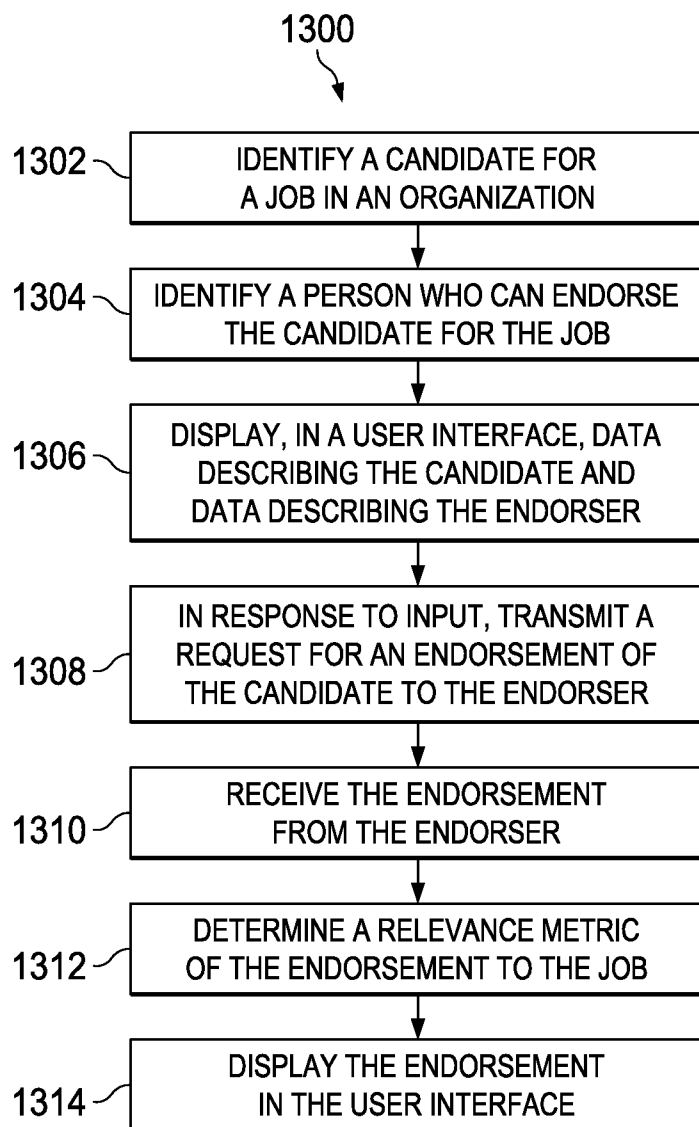 1300
1302
IDENTIFY A CANDIDATE FOR
A JOB IN AN ORGANIZATION
1304
IDENTIFY A PERSON WHO CAN ENDORSE
THE CANDIDATE FOR THE JOB
1306
DISPLAY, IN A USER INTERFACE, DATA
DESCRIBING THE CANDIDATE AND
DATA DESCRIBING THE ENDORSER
1308
IN RESPONSE TO INPUT, TRANSMIT A
REQUEST FOR AN ENDORSEMENT OF
THE CANDIDATE TO THE ENDORSER
1310
RECEIVE THE ENDORSEMENT
FROM THE ENDORSER
1312
DETERMINE A RELEVANCE METRIC
OF THE ENDORSEMENT TO THE JOB
1314
DISPLAY THE ENDORSEMENT
IN THE USER INTERFACE